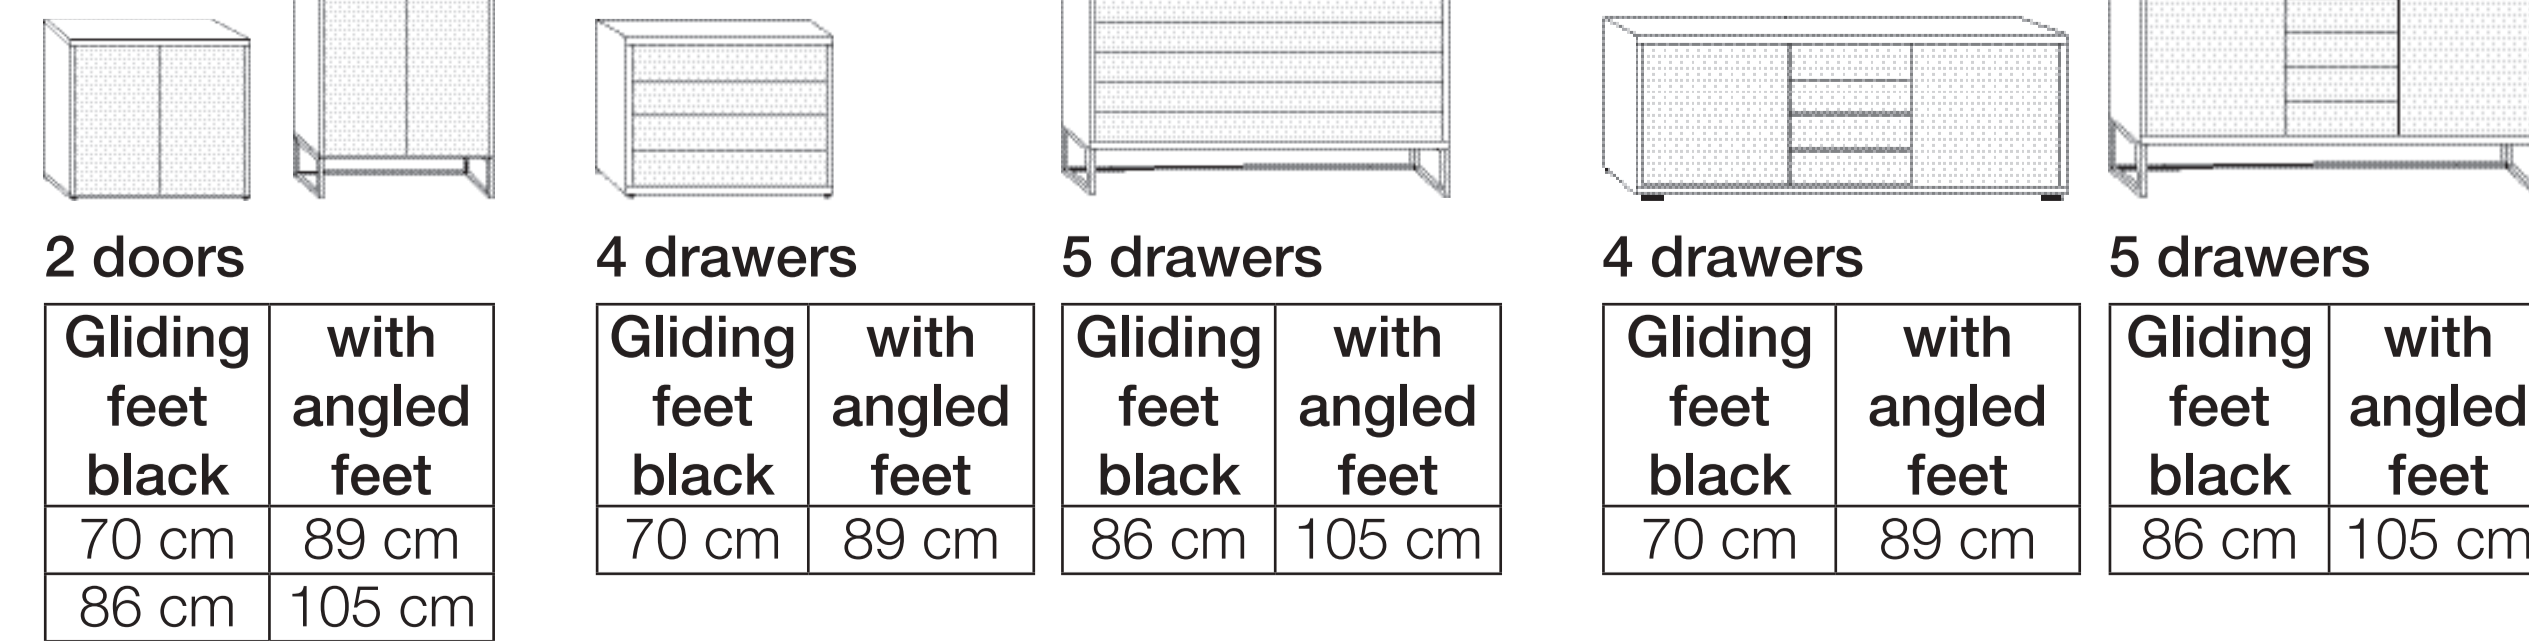 2 doors
Gliding feet black
with angled feet
70 cm 89 cm
86 cm 105 cm
4 drawers
Gliding feet black
with angled feet
70 cm 89 cm
5 drawers
Gliding feet black
with angled feet
86 cm 105 cm
4 drawers
Gliding feet black
with angled feet
70 cm 89 cm
5 drawers
Gliding feet black
with angled feet
86 cm 105 cm